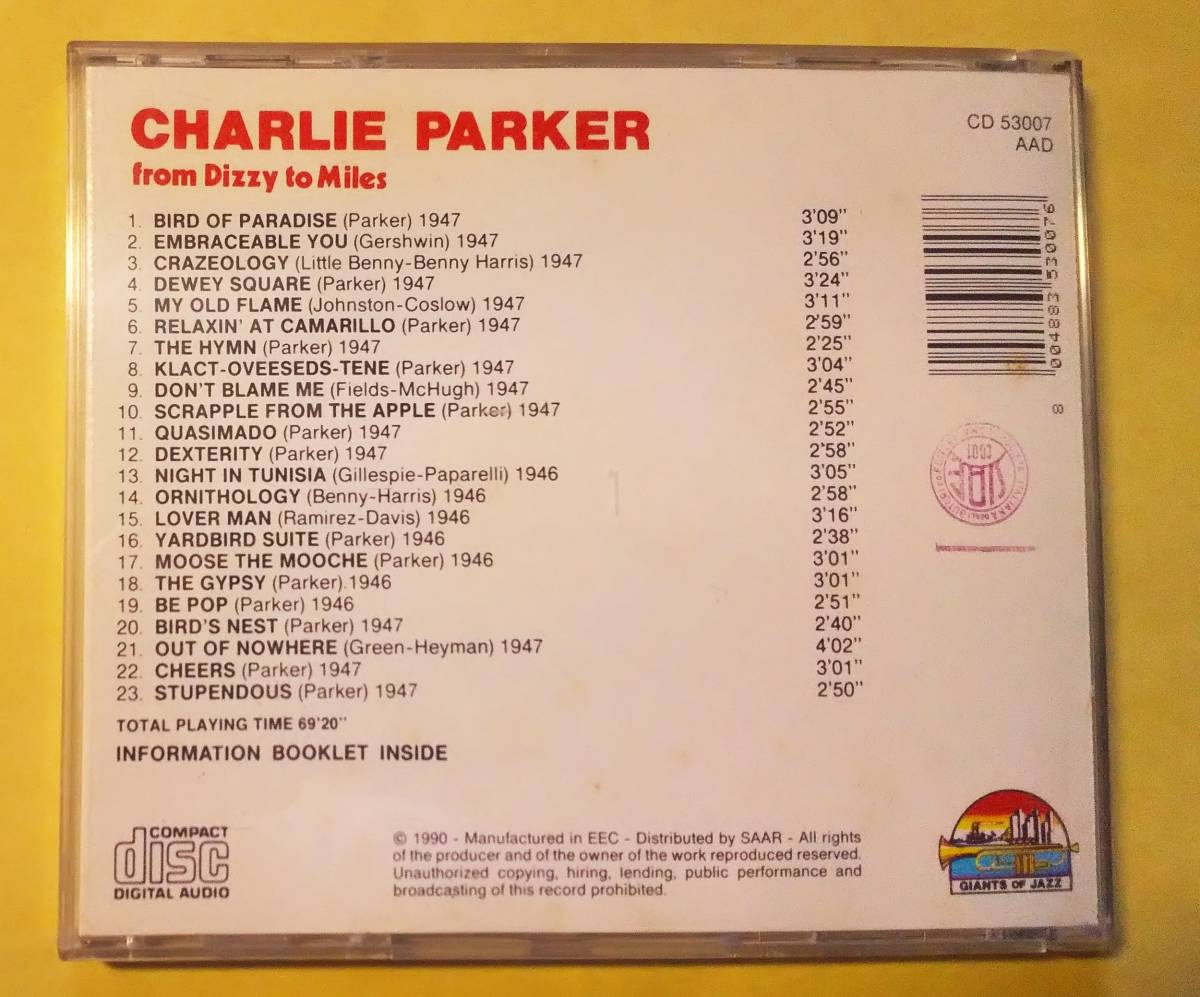 CHARLIE PARKER
from Dizzy to Miles
CD 53007
AAD
1. BIRD OF PARADISE (Parker) 1947 3'09"
2. EMBRACEABLE YOU (Gershwin) 1947 3'19"
3. CRAZEOLOGY (Little Benny-Benny Harris) 1947 2'56"
4. DEWEY SQUARE (Parker) 1947 3'24"
5. MY OLD FLAME (Johnston-Coslow) 1947 3'11"
6. RELAXIN' AT CAMARILLO (Parker) 1947 2'59"
7. THE HYMN (Parker) 1947 2'25"
8. KLACT-OVEESEDS-TENE (Parker) 1947 3'04"
9. DON'T BLAME ME (Fields-McHugh) 1947 2'45"
10. SCRAPPLE FROM THE APPLE (Parker) 1947 2'55"
11. QUASIMADO (Parker) 1947 2'52"
12. DEXTERITY (Parker) 1947 2'58"
13. NIGHT IN TUNISIA (Gillespie-Paparelli) 1946 3'05"
14. ORNITHOLOGY (Benny-Harris) 1946 2'58"
15. LOVER MAN (Ramirez-Davis) 1946 3'16"
16. YARDBIRD SUITE (Parker) 1946 2'38"
17. MOOSE THE MOOCHE (Parker) 1946 3'01"
18. THE GYPSY (Parker) 1946 3'01"
19. BE POP (Parker) 1946 2'51"
20. BIRD'S NEST (Parker) 1947 2'40"
21. OUT OF NOWHERE (Green-Heyman) 1947 4'02"
22. CHEERS (Parker) 1947 3'01"
23. STUPENDOUS (Parker) 1947 2'50"
TOTAL PLAYING TIME 69'20"
INFORMATION BOOKLET INSIDE
8 004883 530076
SIAE
COMPACT
disc
DIGITAL AUDIO
© 1990 - Manufactured in EEC - Distributed by SAAR - All rights
of the producer and of the owner of the work reproduced reserved.
Unauthorized copying, hiring, lending, public performance and
broadcasting of this record prohibited.
GIANTS OF JAZZ